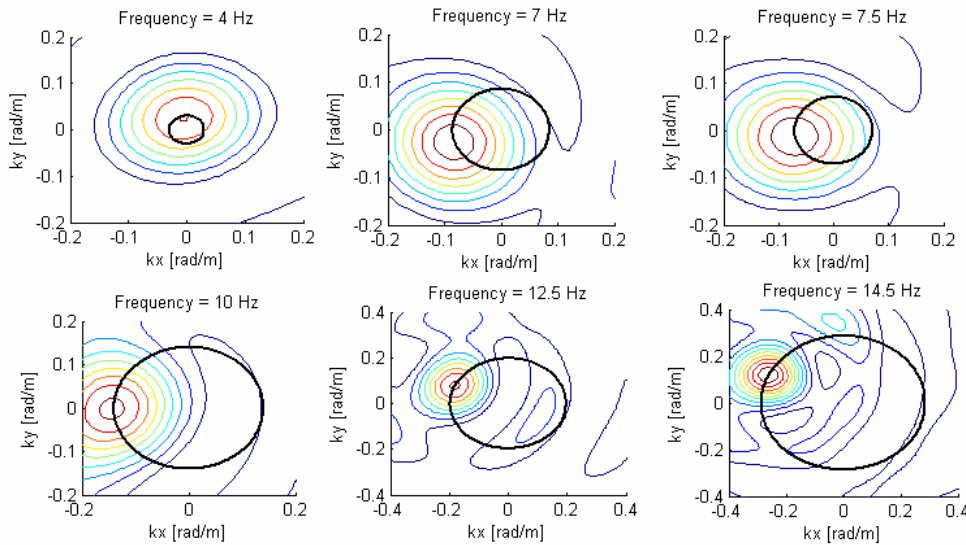 Frequency = 4 Hz
Frequency = 7 Hz
Frequency = 7.5 Hz
0.2
0.1
0
-0.1
-0.2
ky [rad/m]
-0.2 -0.1 0 0.1 0.2
kx [rad/m]
0.2
0.1
0
-0.1
-0.2
ky [rad/m]
-0.2 -0.1 0 0.1 0.2
kx [rad/m]
0.2
0.1
0
-0.1
-0.2
ky [rad/m]
-0.2 -0.1 0 0.1 0.2
kx [rad/m]
Frequency = 10 Hz
Frequency = 12.5 Hz
Frequency = 14.5 Hz
0.2
0.1
0
-0.1
-0.2
ky [rad/m]
-0.2 -0.1 0 0.1 0.2
kx [rad/m]
0.4
0.2
0
-0.2
-0.4
ky [rad/m]
-0.4 -0.2 0 0.2 0.4
kx [rad/m]
0.4
0.2
0
-0.2
-0.4
ky [rad/m]
-0.4 -0.2 0 0.2 0.4
kx [rad/m]